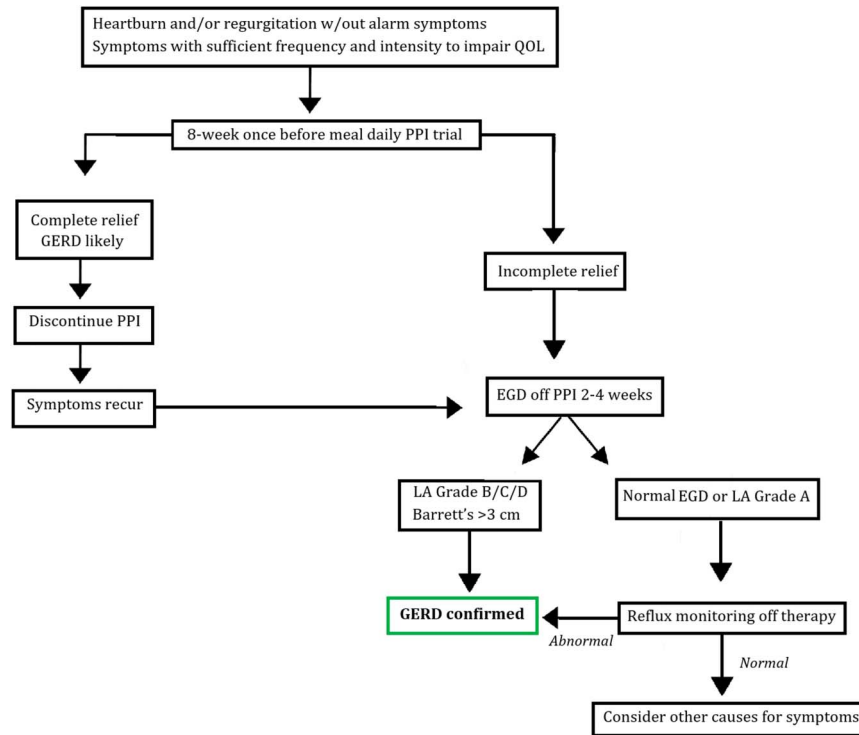 Heartburn and/or regurgitation w/out alarm symptoms
Symptoms with sufficient frequency and intensity to impair QOL
8-week once before meal daily PPI trial
Complete relief
GERD likely
Incomplete relief
Discontinue PPI
Symptoms recur
EGD off PPI 2-4 weeks
LA Grade B/C/D
Barrett's >3 cm
Normal EGD or LA Grade A
GERD confirmed
Abnormal
Reflux monitoring off therapy
Normal
Consider other causes for symptoms